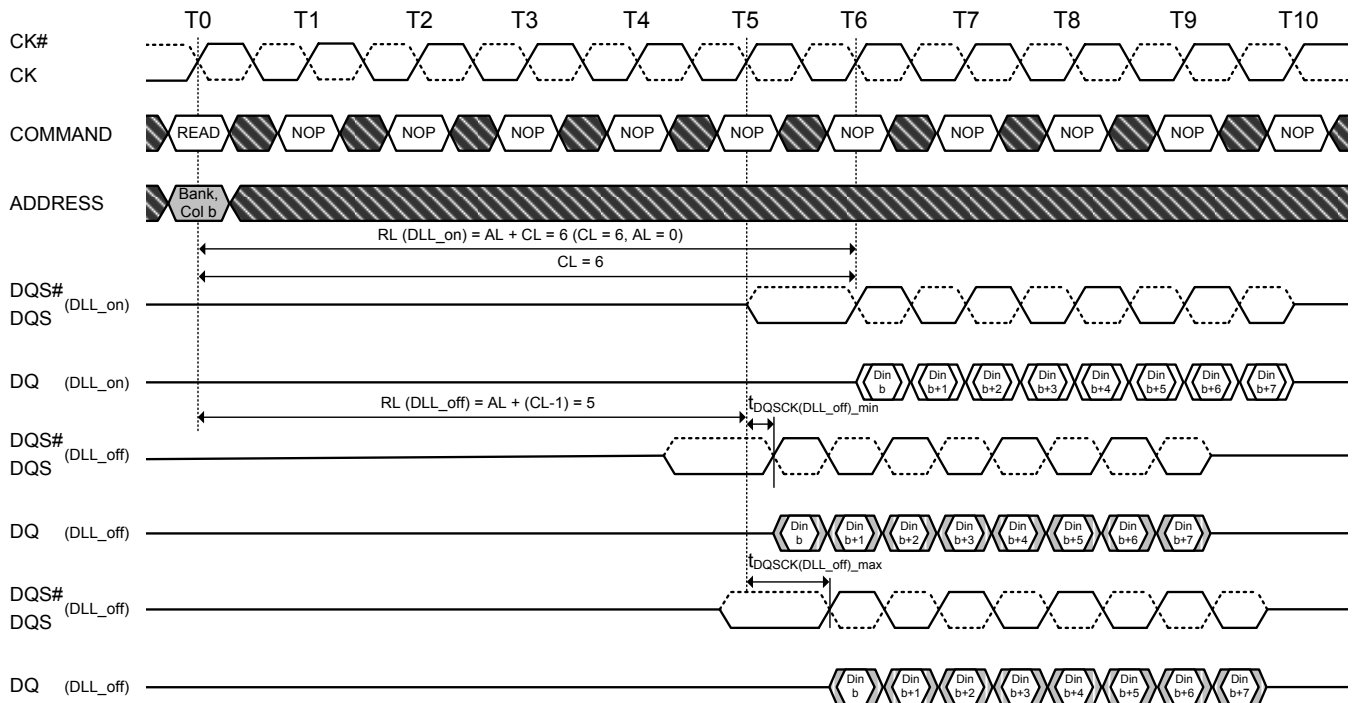 T0 T1 T2 T3 T4 T5 T6 T7 T8 T9 T10
CK#
CK
COMMAND READ NOP NOP NOP NOP NOP NOP NOP NOP NOP NOP
ADDRESS Bank,
Col b
RL (DLL_on) = AL + CL = 6 (CL = 6, AL = 0)
CL = 6
DQS# (DLL_on)
DQS
DQ (DLL_on) Din Din Din Din Din Din Din Din
b b+1 b+2 b+3 b+4 b+5 b+6 b+7
RL (DLL_off) = AL + (CL-1) = 5 tDQSCK(DLL_off)_min
DQS# (DLL_off)
DQS
DQ (DLL_off) Din Din Din Din Din Din Din Din
b b+1 b+2 b+3 b+4 b+5 b+6 b+7
tDQSCK(DLL_off)_max
DQS# (DLL_off)
DQS
DQ (DLL_off) Din Din Din Din Din Din Din Din
b b+1 b+2 b+3 b+4 b+5 b+6 b+7